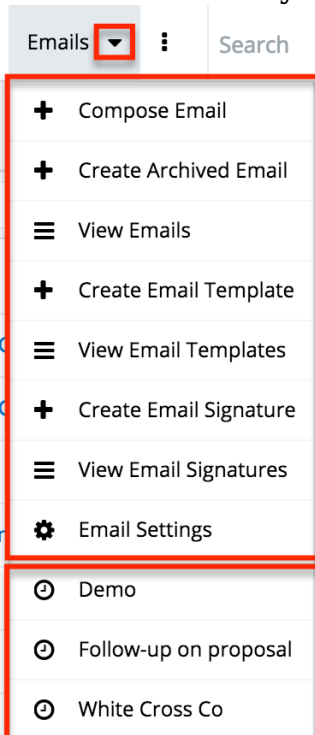 Emails
Search
Compose Email
Create Archived Email
View Emails
Create Email Template
View Email Templates
Create Email Signature
View Email Signatures
Email Settings
Demo
Follow-up on proposal
White Cross Co